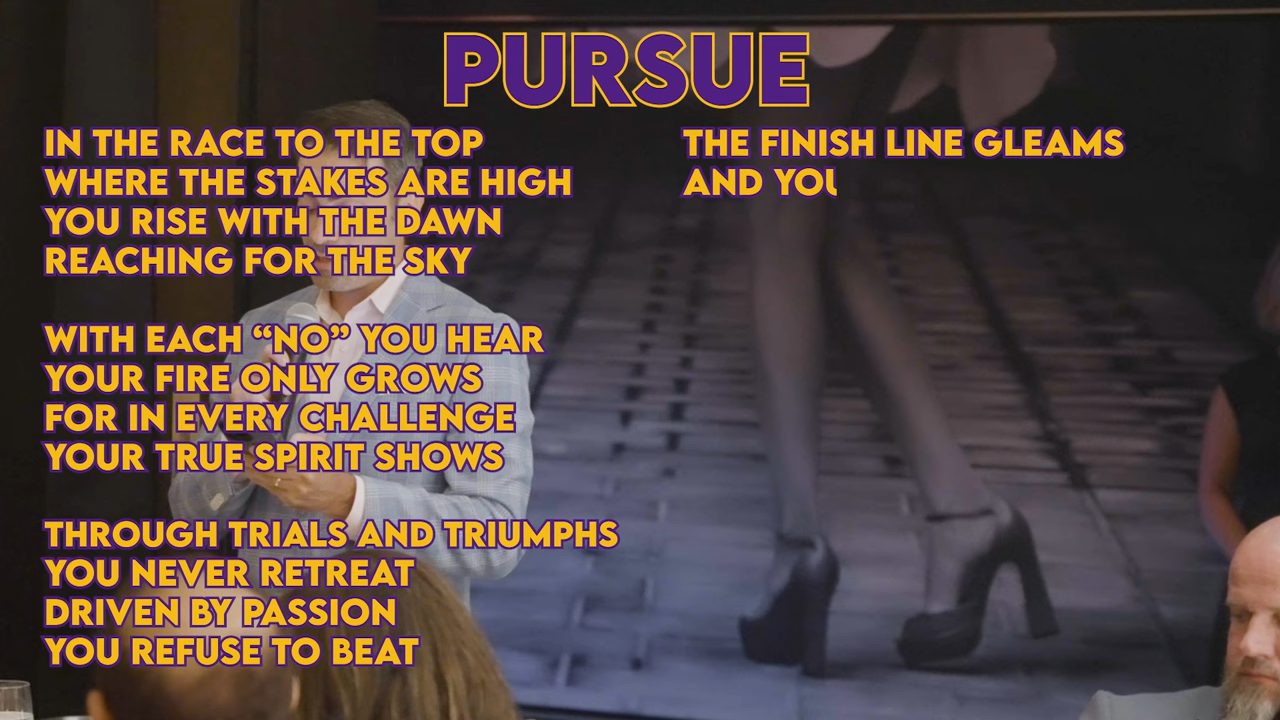 PURSUE
IN THE RACE TO THE TOP
WHERE THE STAKES ARE HIGH
YOU RISE WITH THE DAWN
REACHING FOR THE SKY
WITH EACH “NO” YOU HEAR
YOUR FIRE ONLY GROWS
FOR IN EVERY CHALLENGE
YOUR TRUE SPIRIT SHOWS
THROUGH TRIALS AND TRIUMPHS
YOU NEVER RETREAT
DRIVEN BY PASSION
YOU REFUSE TO BEAT
THE FINISH LINE GLEAMS
AND